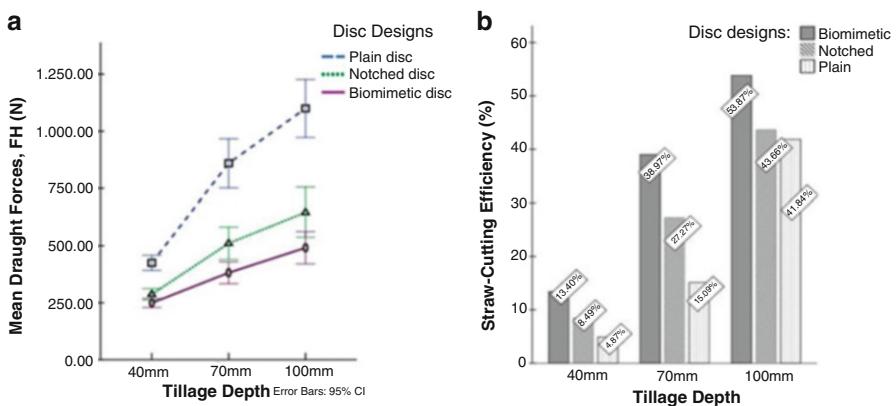 a
Disc Designs
Plain disc
Notched disc
Biomimetic disc
Mean Draught Forces, FH (N)
1.250.00
1.000.00
750.00
500.00
250.00
0.00
40mm
70mm
100mm
Tillage Depth Error Bars: 95% CI
b
Disc designs:
Biomimetic
Notched
Plain
Straw-Cutting Efficiency (%)
60
50
40
30
20
10
0
13.40%
8.49%
4.87%
38.97%
27.27%
15.09%
53.87%
43.66%
41.84%
40mm
70mm
100mm
Tillage Depth